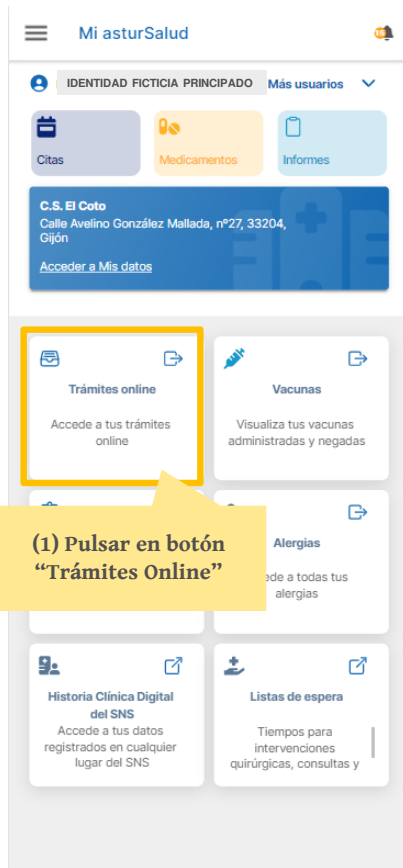 Mi asturSalud
IDENTIDAD FICTICIA PRINCIPADO
Más usuarios
Citas
Medicamentos
Informes
C.S. El Coto
Calle Avelino González Mallada, nº27, 33204,
Gijón
Acceder a Mis datos
Trámites online
Accede a tus trámites
online
Vacunas
Visualiza tus vacunas
administradas y negadas
(1) Pulsar en botón
“Trámites Online”
Alergias
ede a todas tus
alergias
Historia Clínica Digital
del SNS
Accede a tus datos
registrados en cualquier
lugar del SNS
Listas de espera
Tiempos para
intervenciones
quirúrgicas, consultas y